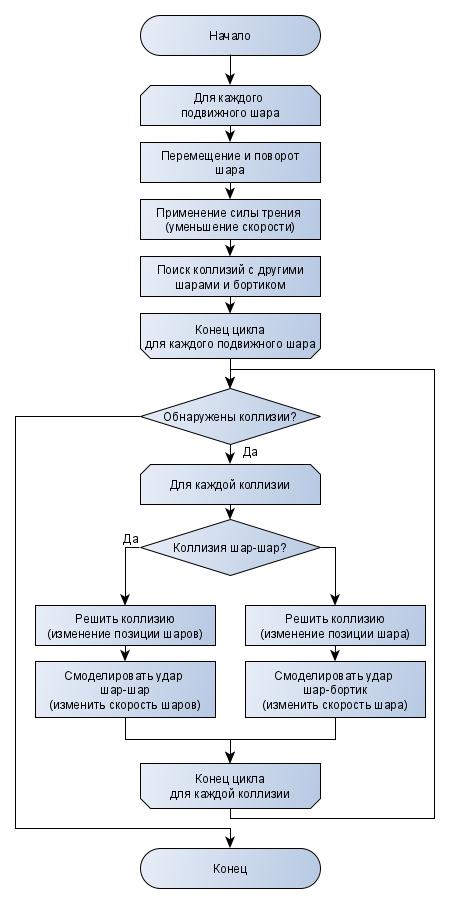 Начало
Для каждого
подвижного шара
Перемещение и поворот
шара
Применение силы трения
(уменьшение скорости)
Поиск коллизий с другими
шарами и бортиком
Конец цикла
для каждого подвижного шара
Обнаружены коллизии?
Да
Для каждой коллизии
Коллизия шар-шар?
Да
Решить коллизию
(изменение позиции шаров)
Решить коллизию
(изменение позиции шара)
Смоделировать удар
шар-шар
(изменить скорость шаров)
Смоделировать удар
шар-бортик
(изменить скорость шара)
Конец цикла
для каждой коллизии
Конец